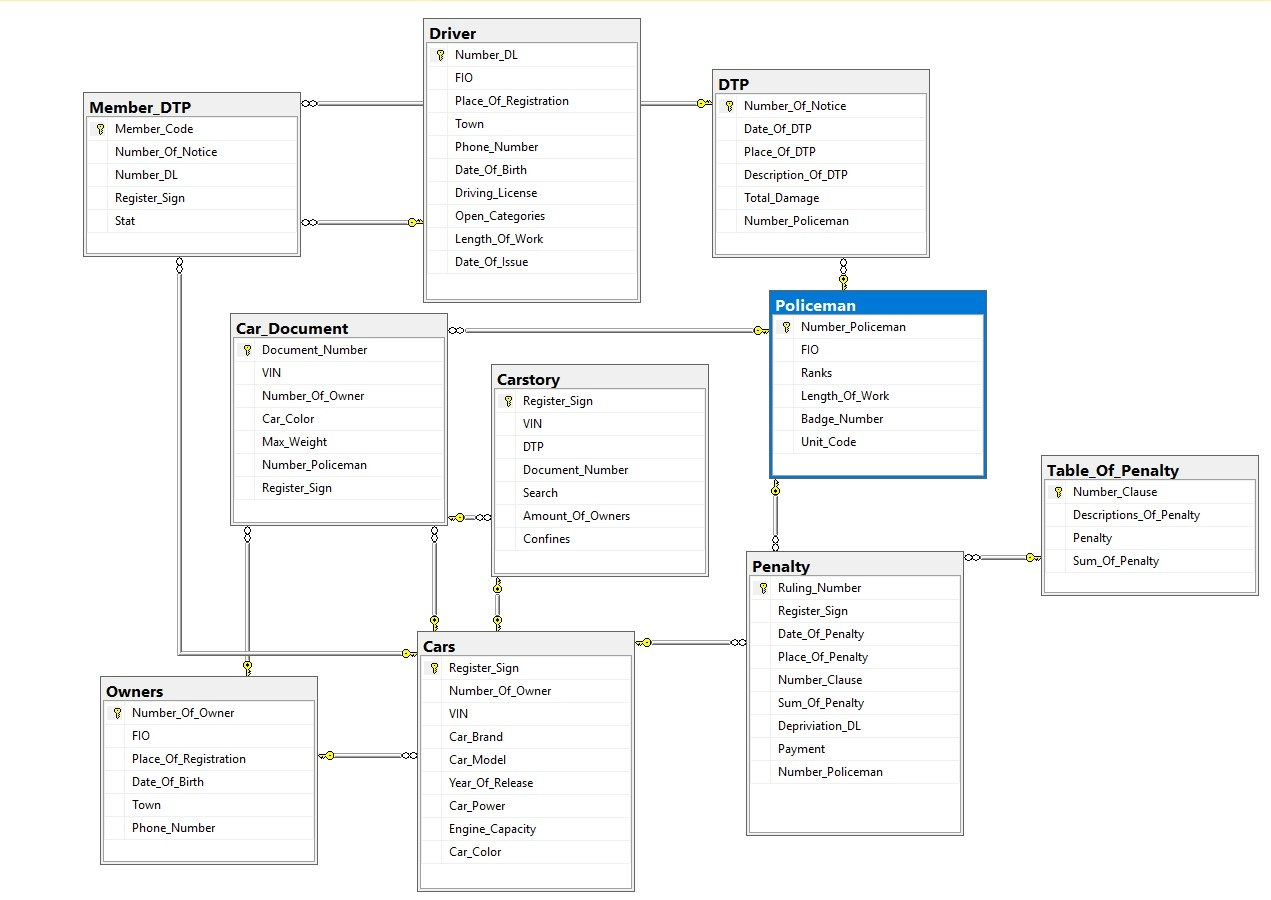 Driver
Number_DL
FIO
Place_Of_Registration
Town
Phone_Number
Date_Of_Birth
Driving_License
Open_Categories
Length_Of_Work
Date_Of_Issue
DTP
Number_Of_Notice
Date_Of_DTP
Place_Of_DTP
Description_Of_DTP
Total_Damage
Number_Policeman
Member_DTP
Member_Code
Number_Of_Notice
Number_DL
Register_Sign
Stat
Policeman
Number_Policeman
FIO
Ranks
Length_Of_Work
Badge_Number
Unit_Code
Car_Document
Document_Number
VIN
Number_Of_Owner
Car_Color
Max_Weight
Number_Policeman
Register_Sign
Carstory
Register_Sign
VIN
DTP
Document_Number
Search
Amount_Of_Owners
Confines
Table_Of_Penalty
Number_Clause
Descriptions_Of_Penalty
Penalty
Sum_Of_Penalty
Penalty
Ruling_Number
Register_Sign
Date_Of_Penalty
Place_Of_Penalty
Number_Clause
Sum_Of_Penalty
Depriviation_DL
Payment
Number_Policeman
Cars
Register_Sign
Number_Of_Owner
VIN
Car_Brand
Car_Model
Year_Of_Release
Car_Power
Engine_Capacity
Car_Color
Owners
Number_Of_Owner
FIO
Place_Of_Registration
Date_Of_Birth
Town
Phone_Number